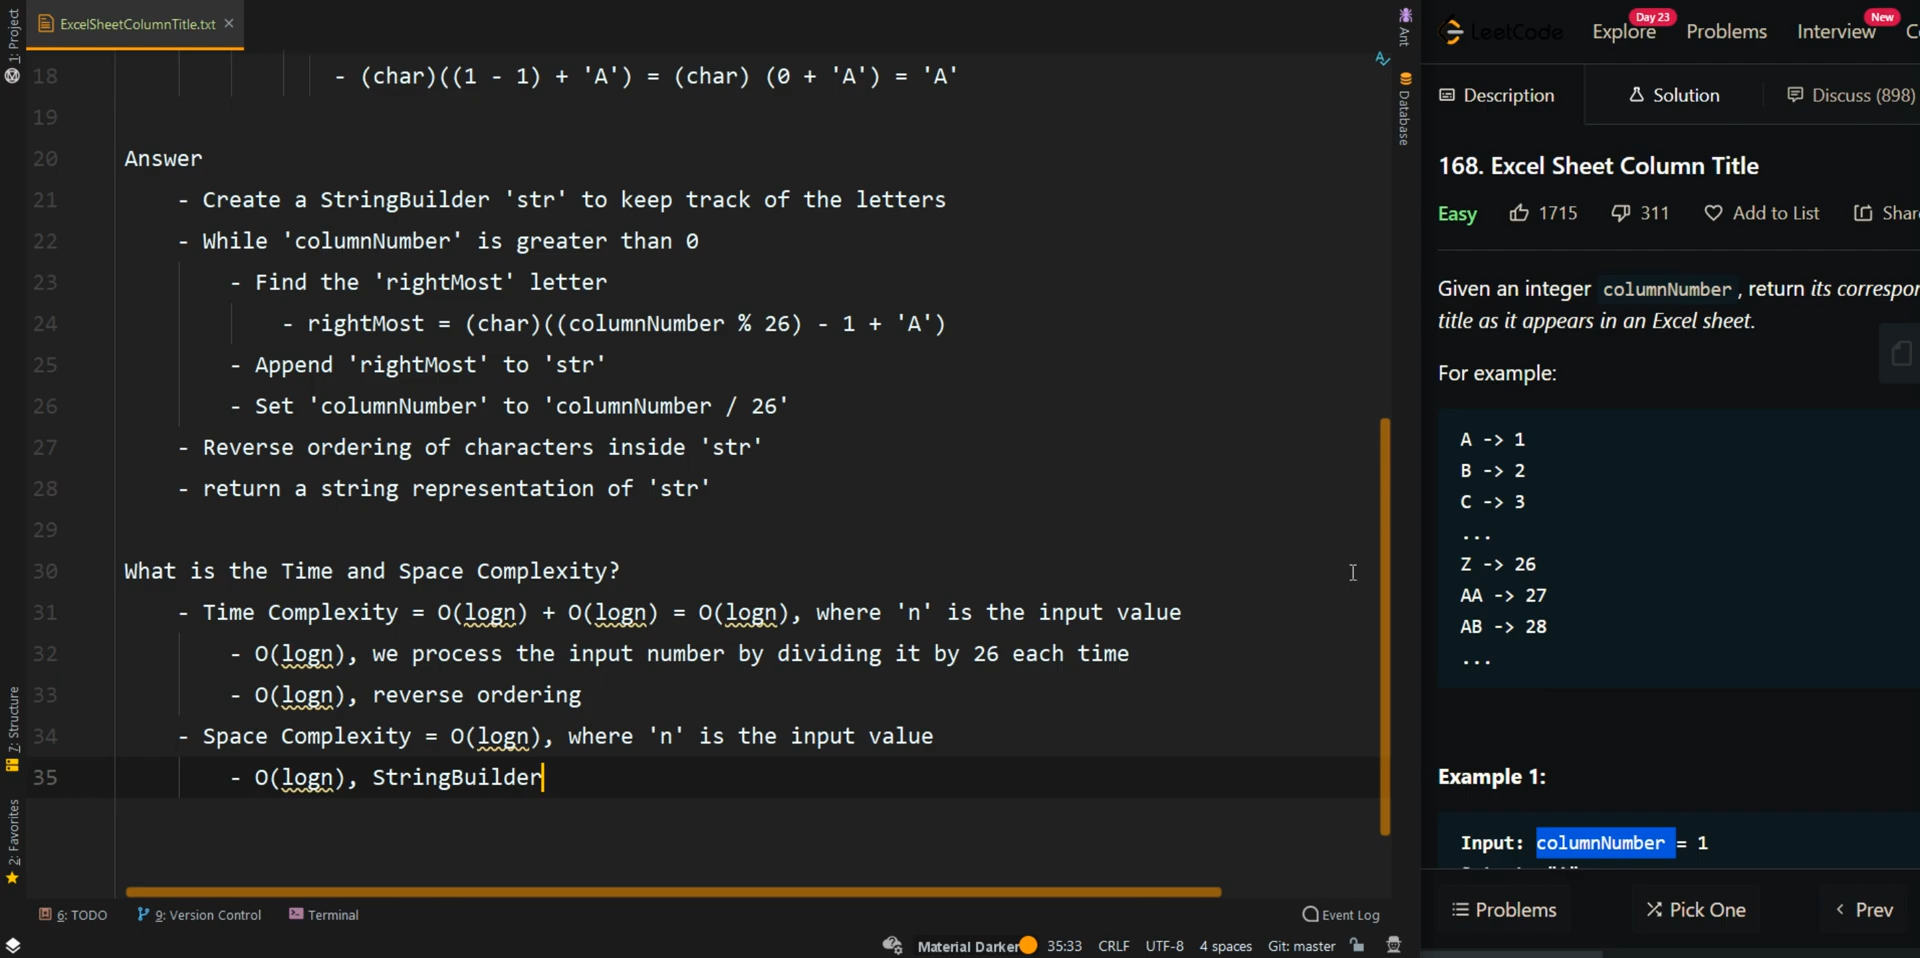 1: Project
ExcelSheetColumnTitle.txt
18 - (char)((1 - 1) + 'A') = (char) (0 + 'A') = 'A'
19
20 Answer
21 - Create a StringBuilder 'str' to keep track of the letters
22 - While 'columnNumber' is greater than 0
23 - Find the 'rightMost' letter
24 - rightMost = (char)((columnNumber % 26) - 1 + 'A')
25 - Append 'rightMost' to 'str'
26 - Set 'columnNumber' to 'columnNumber / 26'
27 - Reverse ordering of characters inside 'str'
28 - return a string representation of 'str'
29
30 What is the Time and Space Complexity?
31 - Time Complexity = O(logn) + O(logn) = O(logn), where 'n' is the input value
32 - O(logn), we process the input number by dividing it by 26 each time
33 - O(logn), reverse ordering
34 - Space Complexity = O(logn), where 'n' is the input value
35 - O(logn), StringBuilder
7: Structure
2: Favorites
6: TODO 9: Version Control Terminal Event Log
Material Darker 35:33 CRLF UTF-8 4 spaces Git: master
Ant
Database
LeetCode Explore Day 23 Problems Interview New C
Description Solution Discuss (898)
168. Excel Sheet Column Title
Easy 1715 311 Add to List Shar
Given an integer columnNumber, return its correspor
title as it appears in an Excel sheet.
For example:
A -> 1
B -> 2
C -> 3
...
Z -> 26
AA -> 27
AB -> 28
...
Example 1:
Input: columnNumber = 1
Problems Pick One Prev